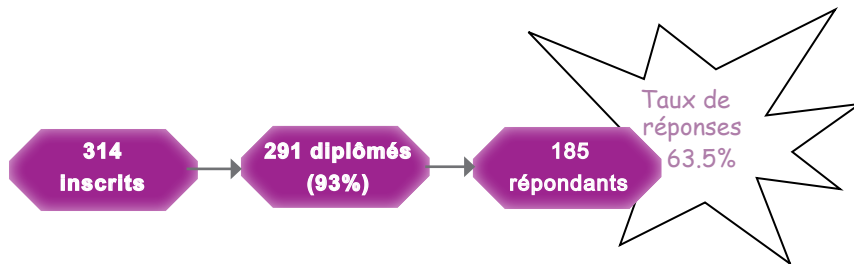 314
Inscrits
291 diplômés
(93%)
185
répondants
Taux de
réponses
63.5%